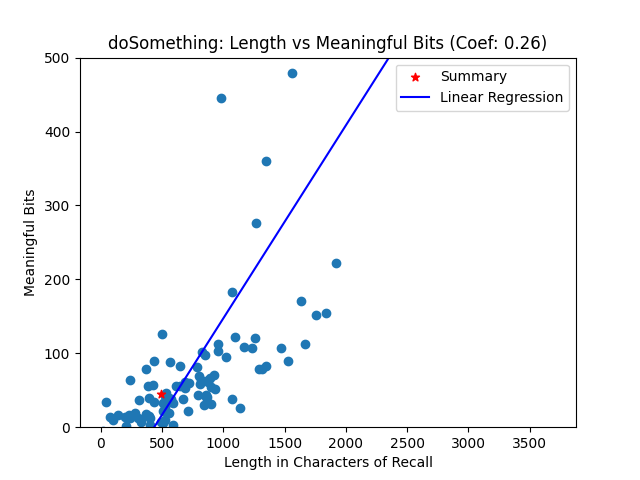 doSomething: Length vs Meaningful Bits (Coef: 0.26)
500
400
300
200
100
0
Meaningful Bits
Summary
Linear Regression
0 500 1000 1500 2000 2500 3000 3500
Length in Characters of Recall